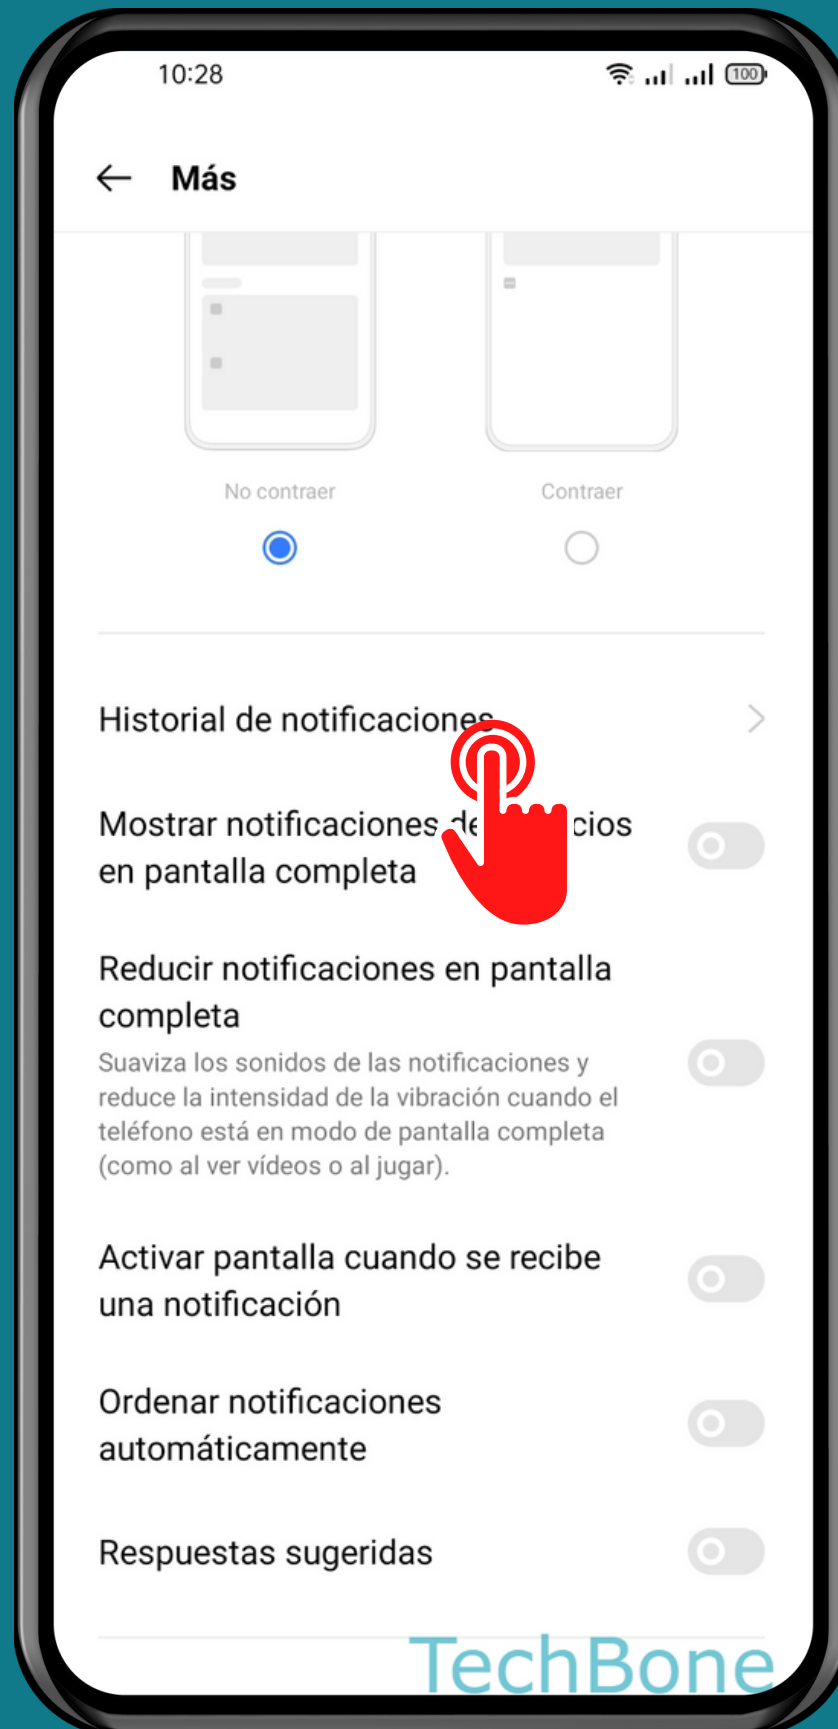 10:28
100
Más
No contraer
Contraer
Historial de notificaciones
Mostrar notificaciones de cios
en pantalla completa
Reducir notificaciones en pantalla
completa
Suaviza los sonidos de las notificaciones y
reduce la intensidad de la vibración cuando el
teléfono está en modo de pantalla completa
(como al ver vídeos o al jugar).
Activar pantalla cuando se recibe
una notificación
Ordenar notificaciones
automáticamente
Respuestas sugeridas
TechBone